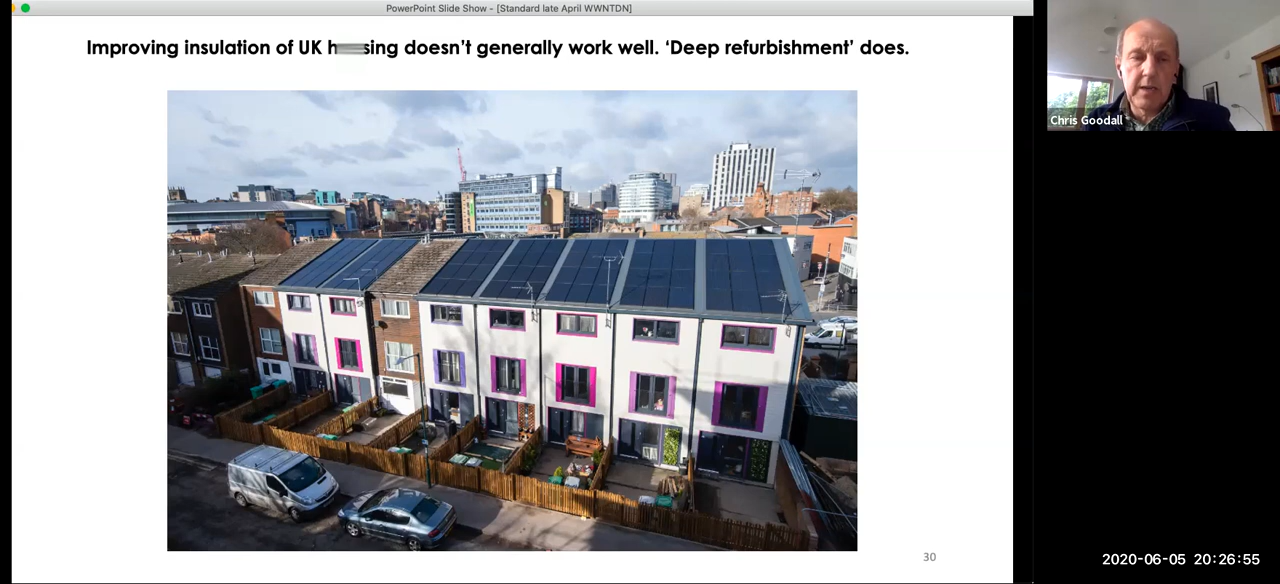 PowerPoint Slide Show - [Standard late April WWNTDN]
Improving insulation of UK doesn't generally work well. 'Deep refurbishment' does.
Chris Goodall
30
2020-06-05 20:26:55